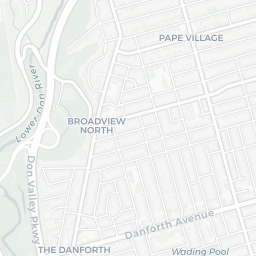 PAPE VILLAGE
Lower Don River
BROADVIEW
NORTH
Don Valley Pkwy
Danforth Avenue
THE DANFORTH
Wading Pool